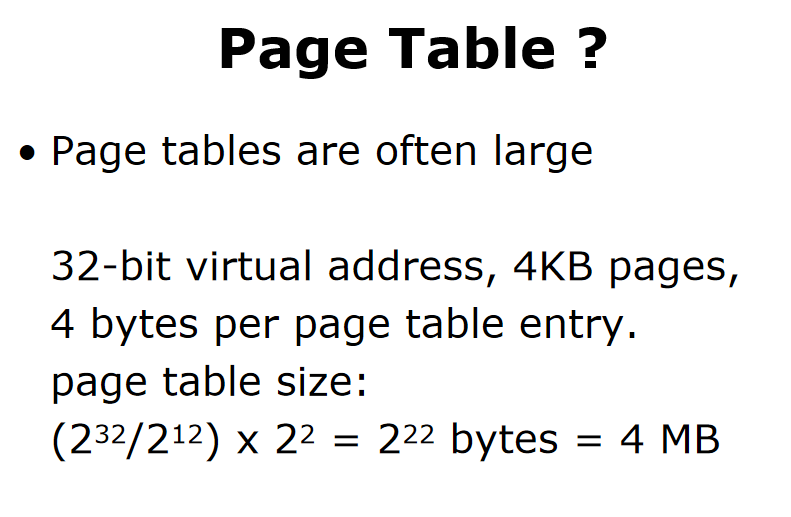 Page Table ?
• Page tables are often large
32-bit virtual address, 4KB pages,
4 bytes per page table entry.
page table size:
(2³²/2¹²) x 2² = 2²² bytes = 4 MB